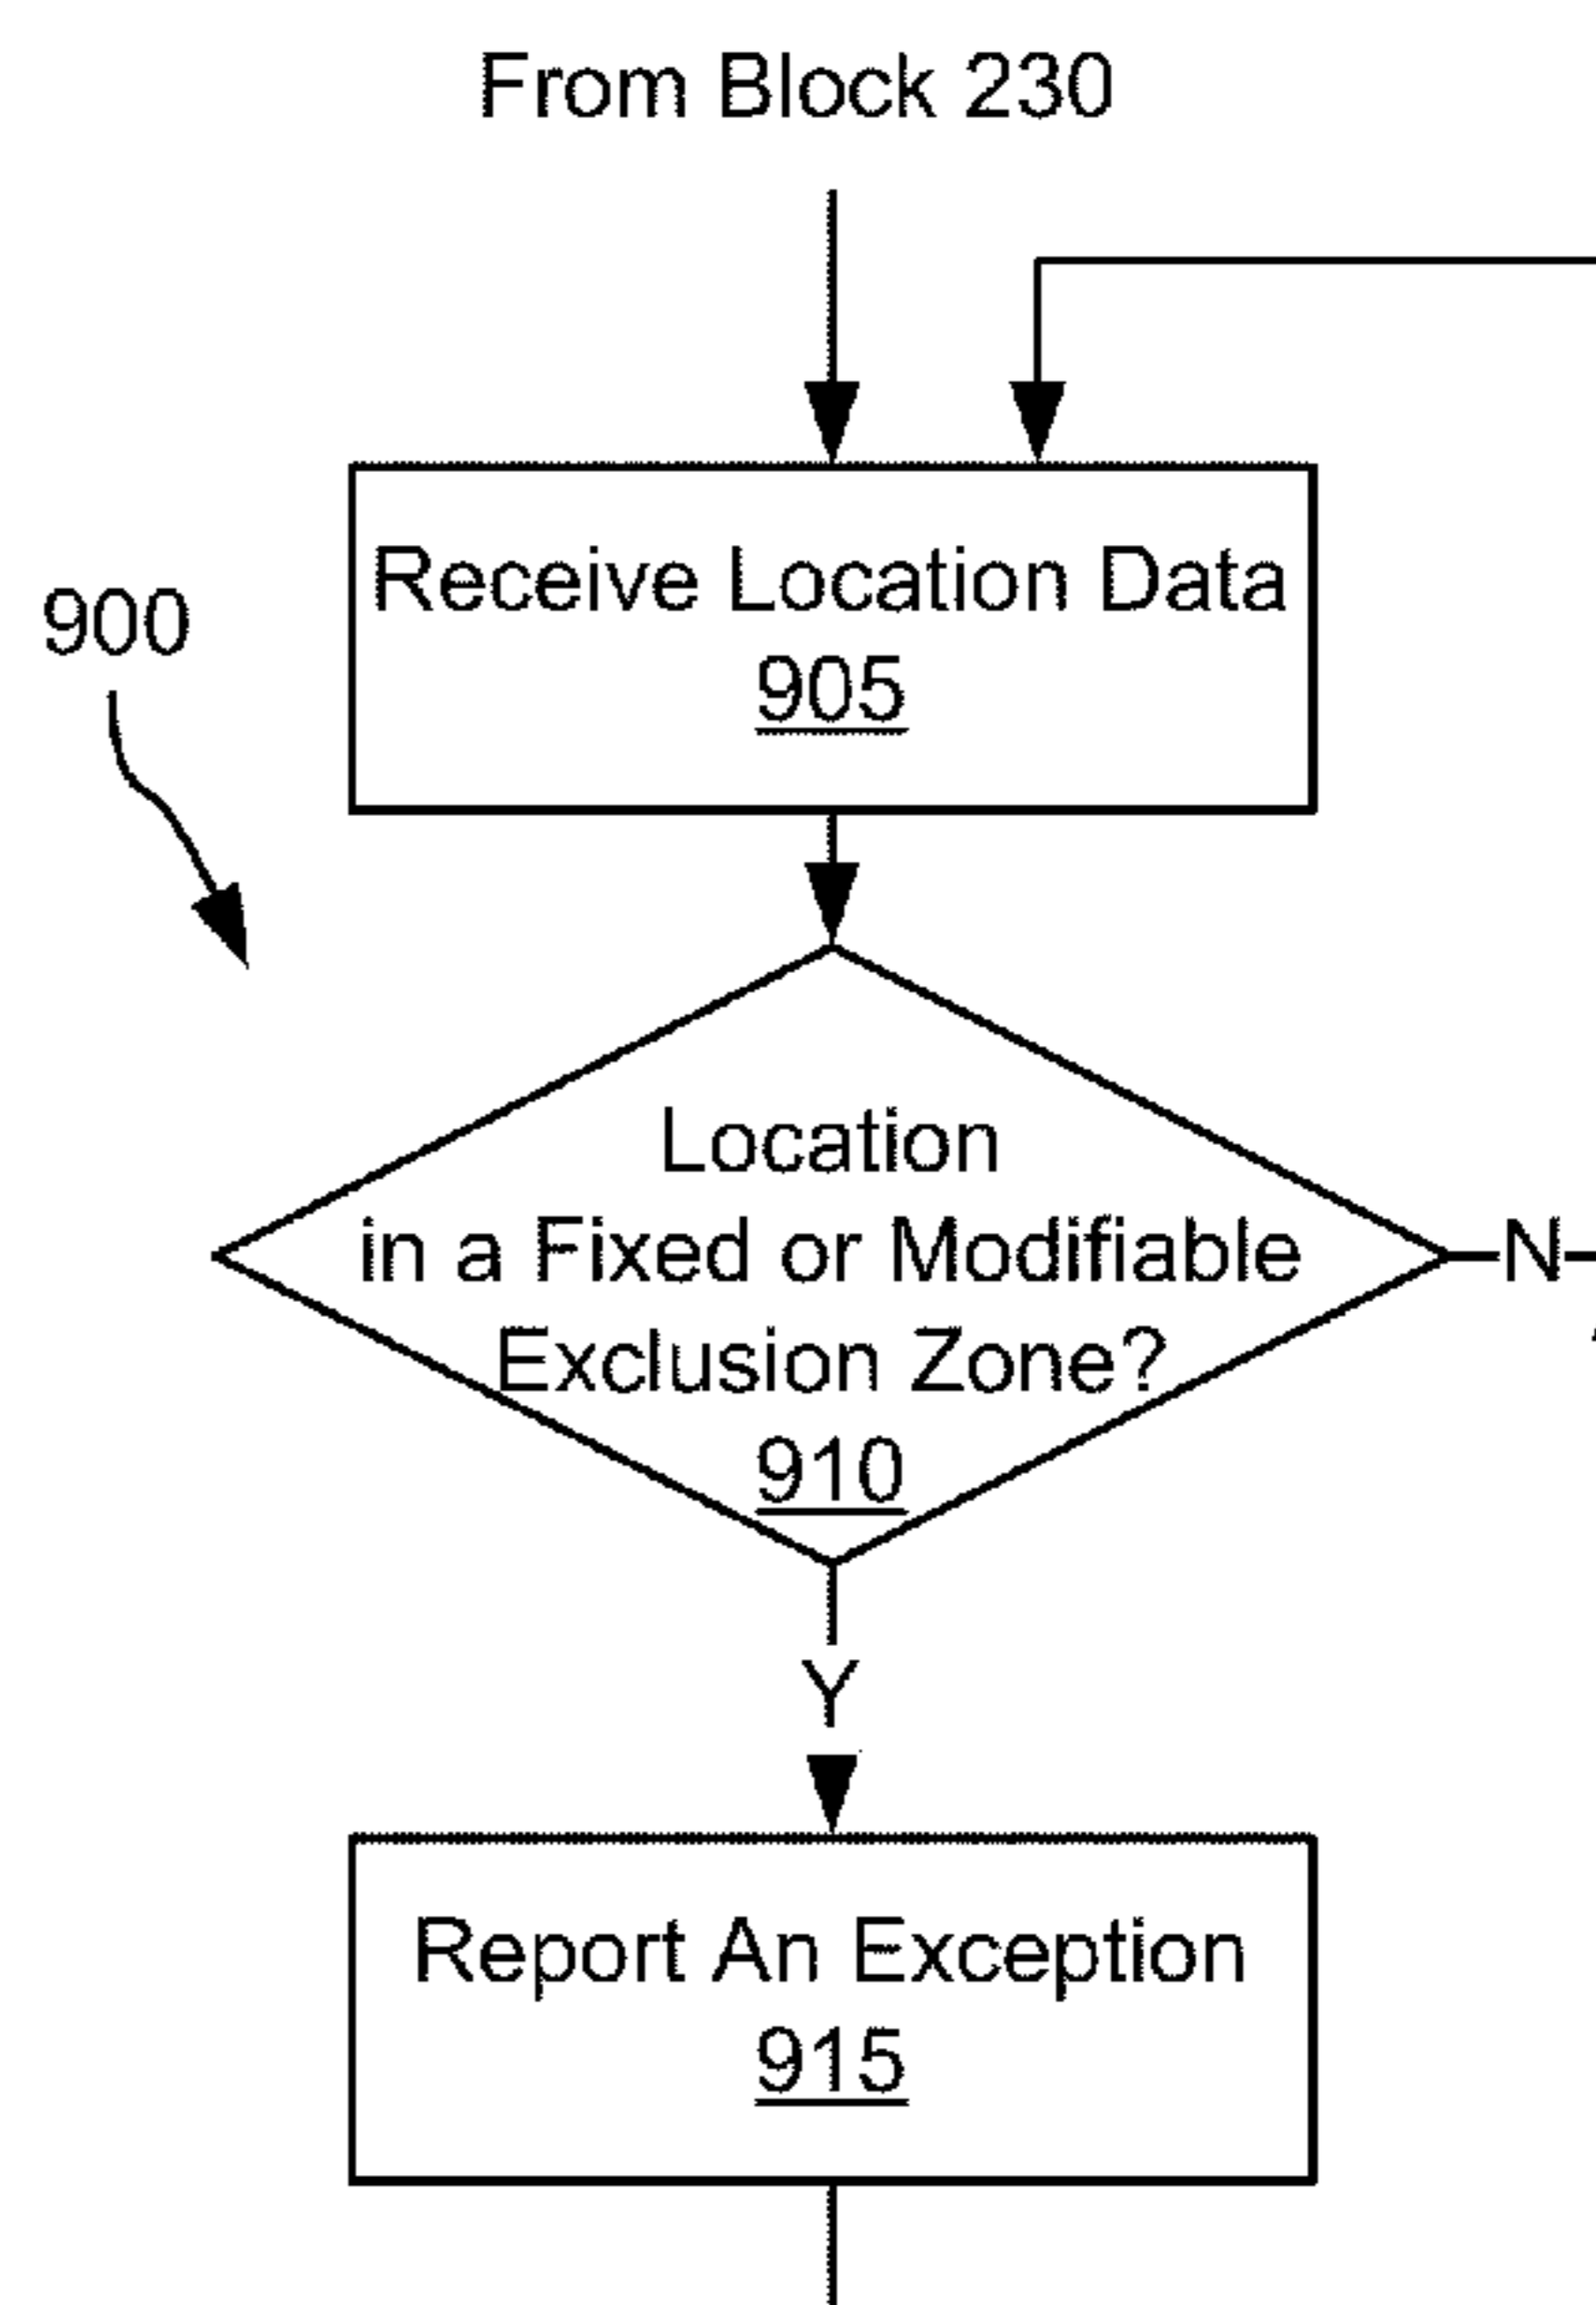 From Block 230
Receive Location Data
905
900
Location
in a Fixed or Modifiable
Exclusion Zone?
910
N
Y
Report An Exception
915